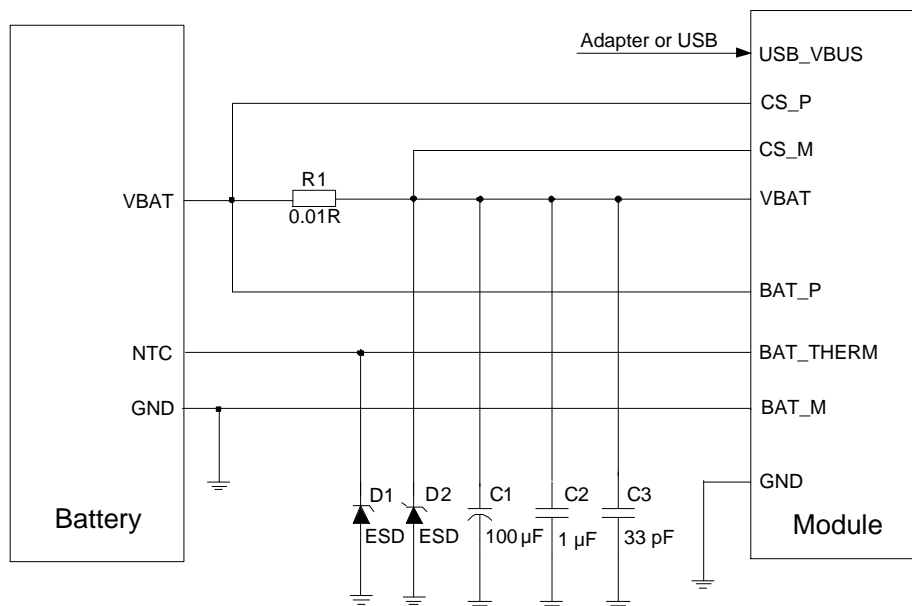 Adapter or USB
USB_VBUS
CS_P
CS_M
R1
VBAT
VBAT
0.01R
BAT_P
NTC
BAT_THERM
GND
BAT_M
GND
D1
D2
C1
C2
C3
ESD
ESD
100 µF
1 µF
33 pF
Battery
Module